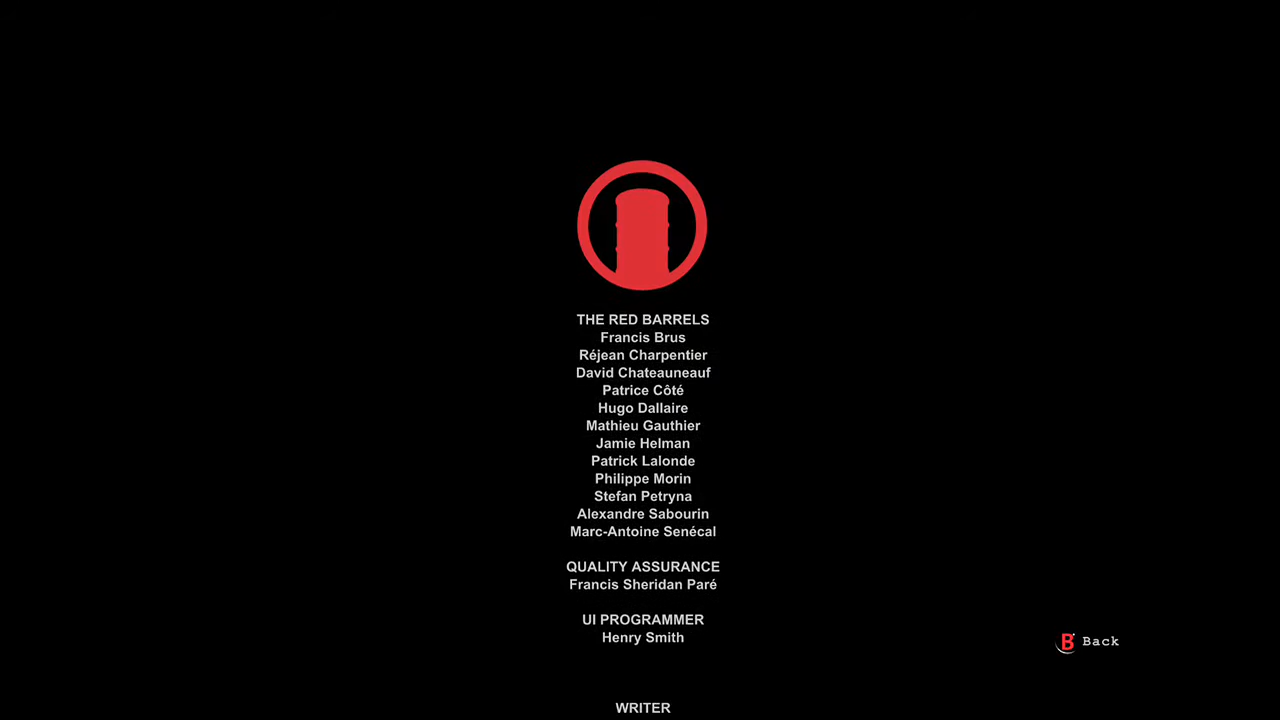 THE RED BARRELS
Francis Brus
Réjean Charpentier
David Chateauneauf
Patrice Côté
Hugo Dallaire
Mathieu Gauthier
Jamie Helman
Patrick Lalonde
Philippe Morin
Stefan Petryna
Alexandre Sabourin
Marc-Antoine Senécal
QUALITY ASSURANCE
Francis Sheridan Paré
UI PROGRAMMER
Henry Smith
B Back
WRITER